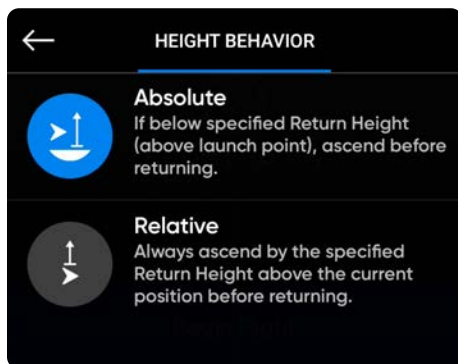 HEIGHT BEHAVIOR
Absolute
If below specified Return Height
(above launch point), ascend before
returning.
Relative
Always ascend by the specified
Return Height above the current
position before returning.